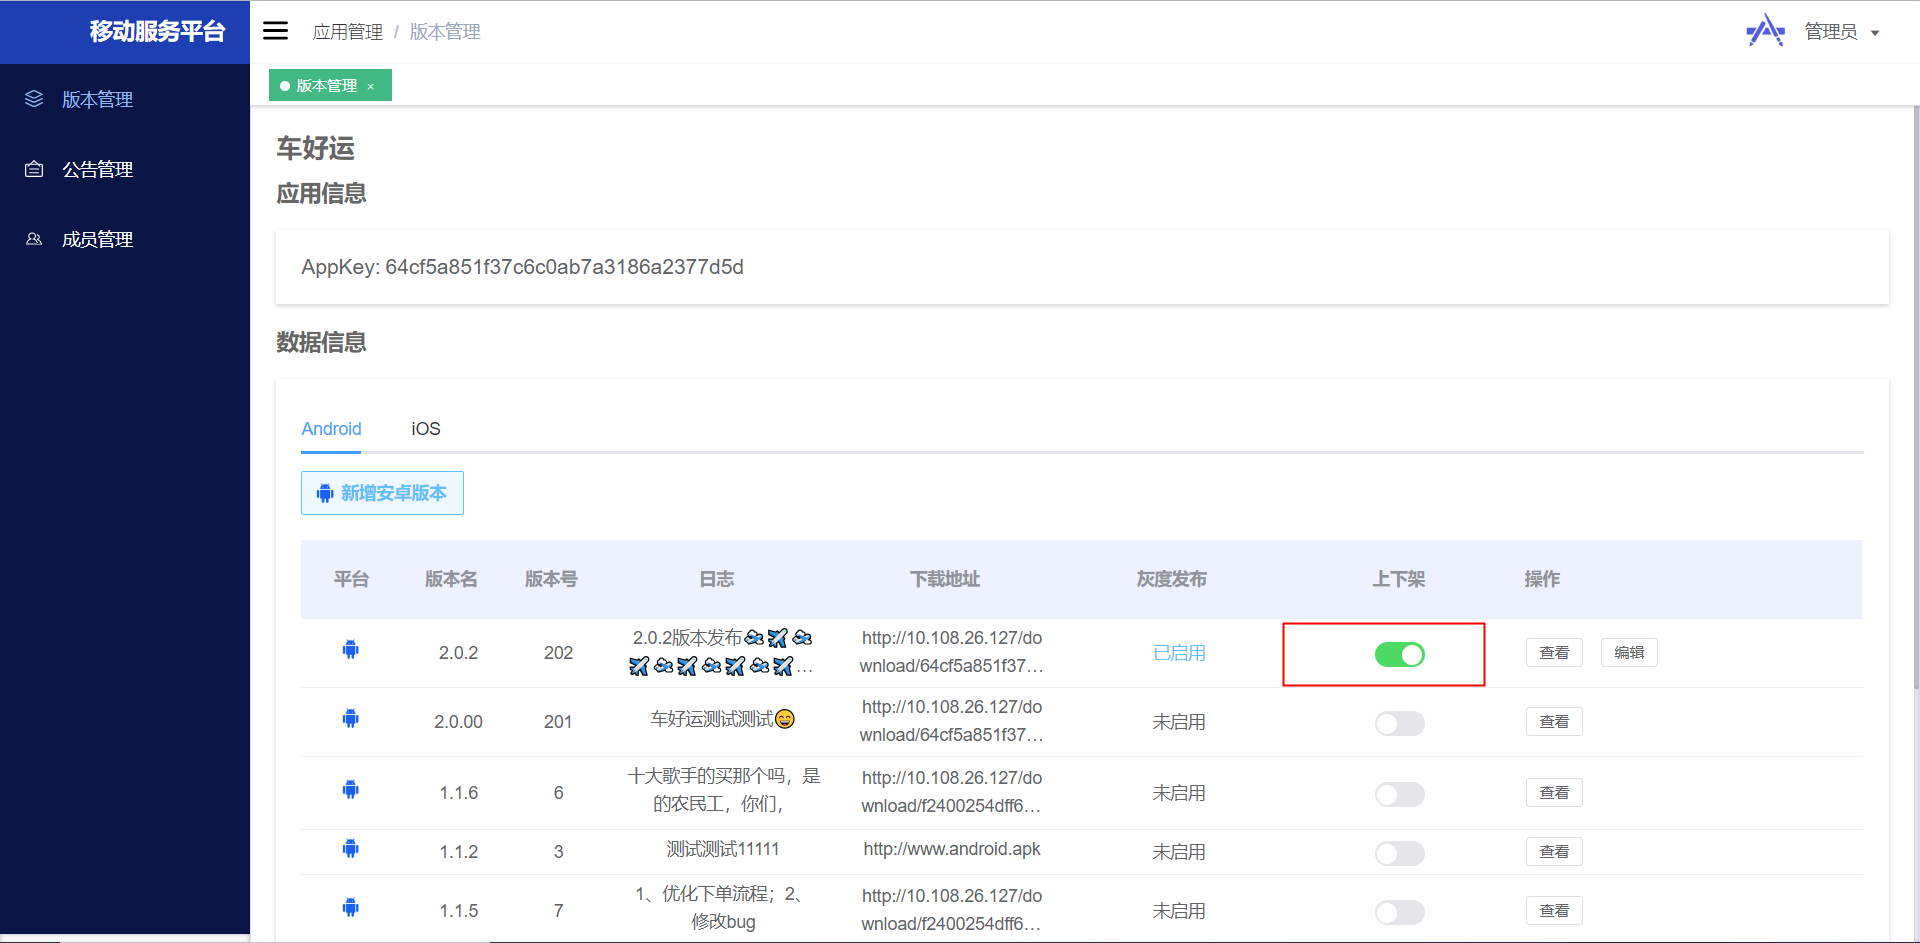 移动服务平台
应用管理 / 版本管理
管理员
版本管理 ×
版本管理
公告管理
成员管理
车好运
应用信息
AppKey: 64cf5a851f37c6c0ab7a3186a2377d5d
数据信息
Android iOS
新增安卓版本
平台 版本名 版本号 日志 下载地址 灰度发布 上下架 操作
2.0.2 202 2.0.2版本发布🌥✈🌥 http://10.108.26.127/do 已启用 查看 编辑
✈🌥✈🌥✈🌥✈… wnload/64cf5a851f37…
2.0.00 201 车好运测试测试😄 http://10.108.26.127/do 未启用 查看
wnload/64cf5a851f37…
1.1.6 6 十大歌手的买那个吗，是 http://10.108.26.127/do 未启用 查看
的农民工，你们， wnload/f2400254dff6…
1.1.2 3 测试测试11111 http://www.android.apk 未启用 查看
1.1.5 7 1、优化下单流程；2、 http://10.108.26.127/do 未启用 查看
修改bug wnload/f2400254dff6…